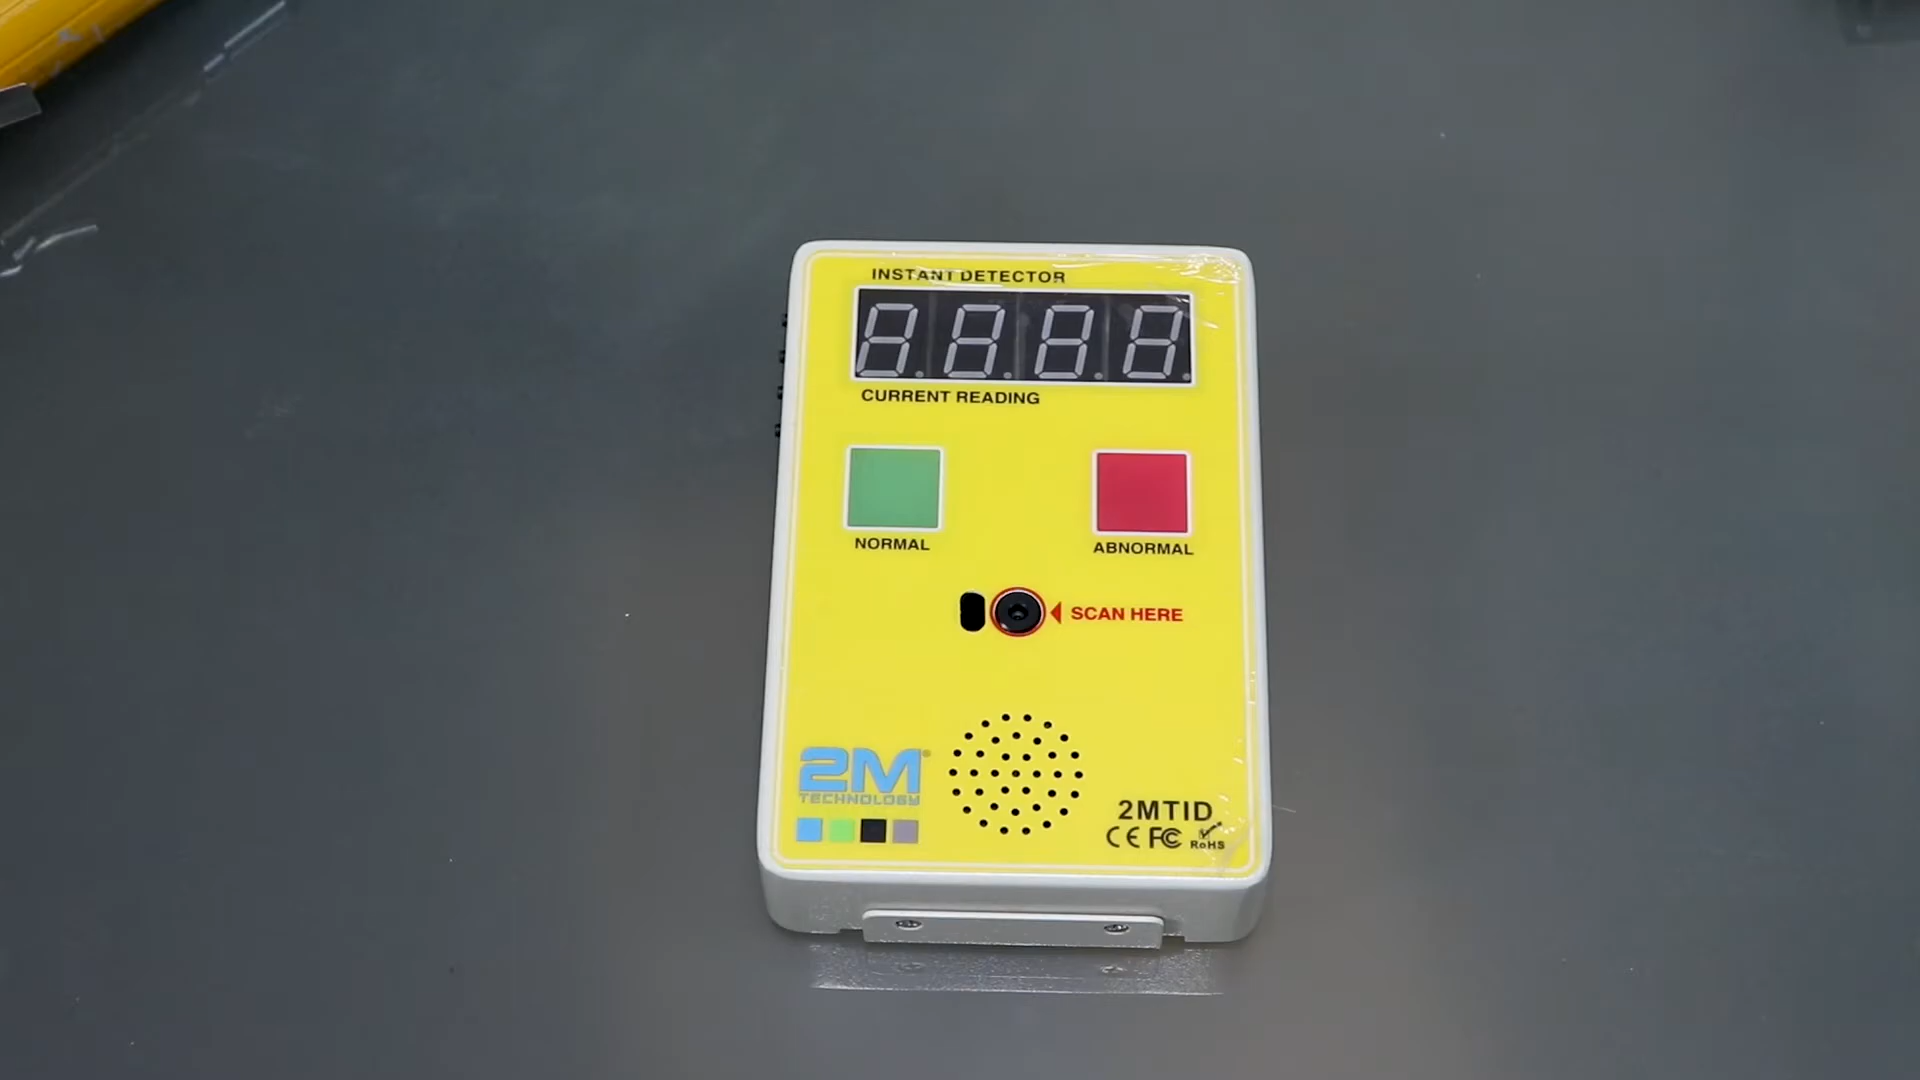 INSTANT DETECTOR
CURRENT READING
NORMAL
ABNORMAL
SCAN HERE
2M®
TECHNOLOGY
2MTID
CE FC RoHS